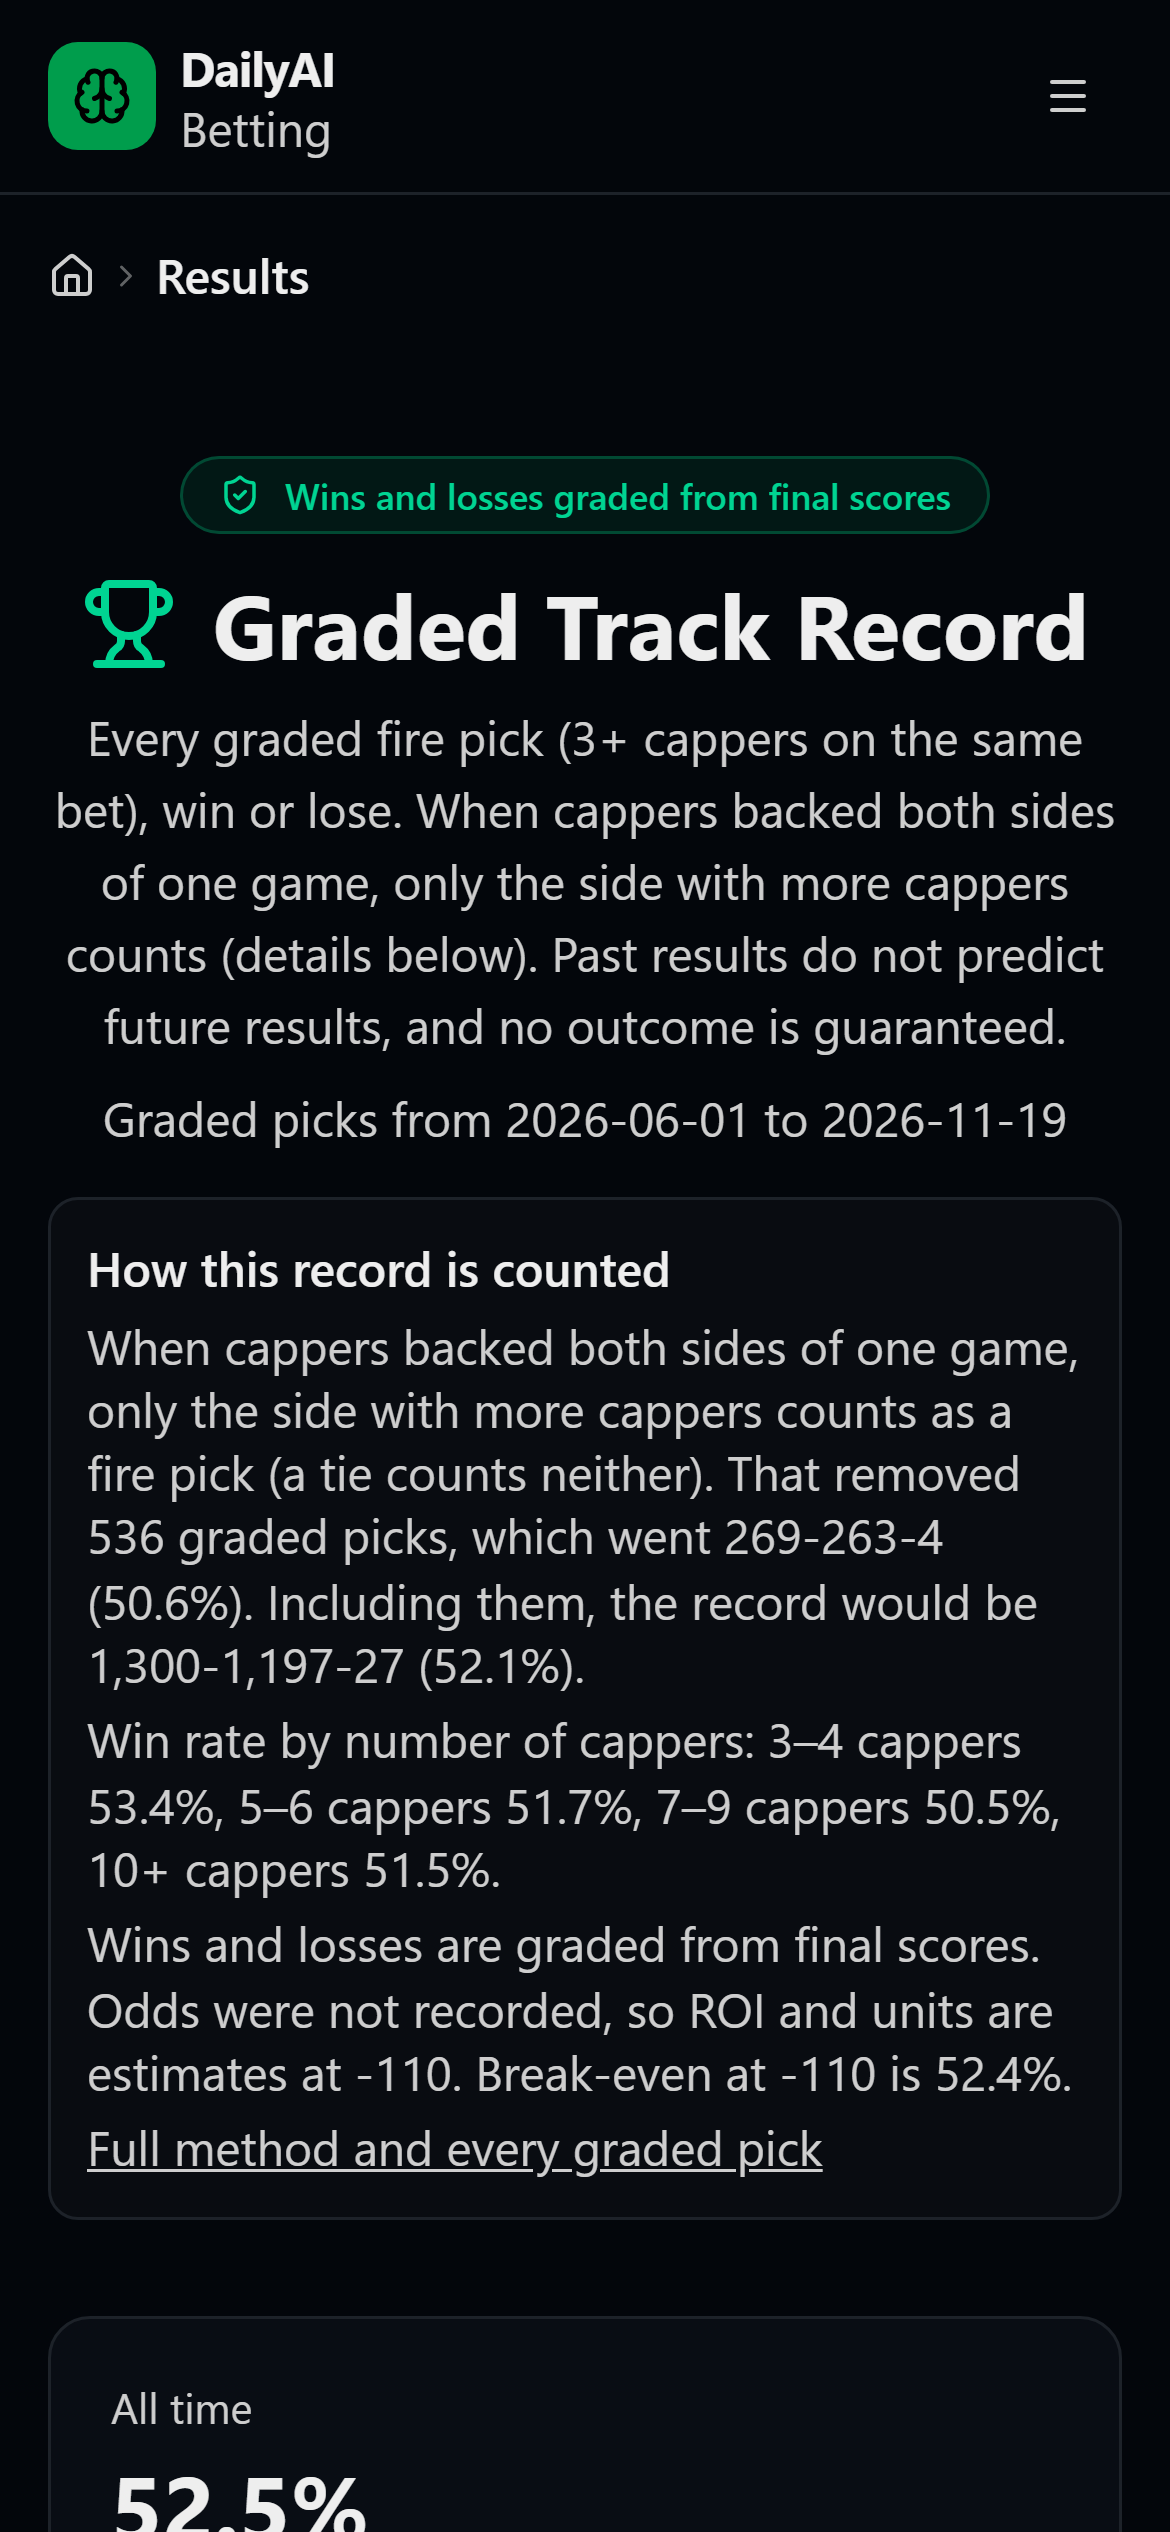 DailyAI
Betting
Results
Wins and losses graded from final scores
Graded Track Record
Every graded fire pick (3+ cappers on the same
bet), win or lose. When cappers backed both sides
of one game, only the side with more cappers
counts (details below). Past results do not predict
future results, and no outcome is guaranteed.
Graded picks from 2026-06-01 to 2026-11-19
How this record is counted
When cappers backed both sides of one game,
only the side with more cappers counts as a
fire pick (a tie counts neither). That removed
536 graded picks, which went 269-263-4
(50.6%). Including them, the record would be
1,300-1,197-27 (52.1%).
Win rate by number of cappers: 3–4 cappers
53.4%, 5–6 cappers 51.7%, 7–9 cappers 50.5%,
10+ cappers 51.5%.
Wins and losses are graded from final scores.
Odds were not recorded, so ROI and units are
estimates at -110. Break-even at -110 is 52.4%.
Full method and every graded pick
All time
52.5%